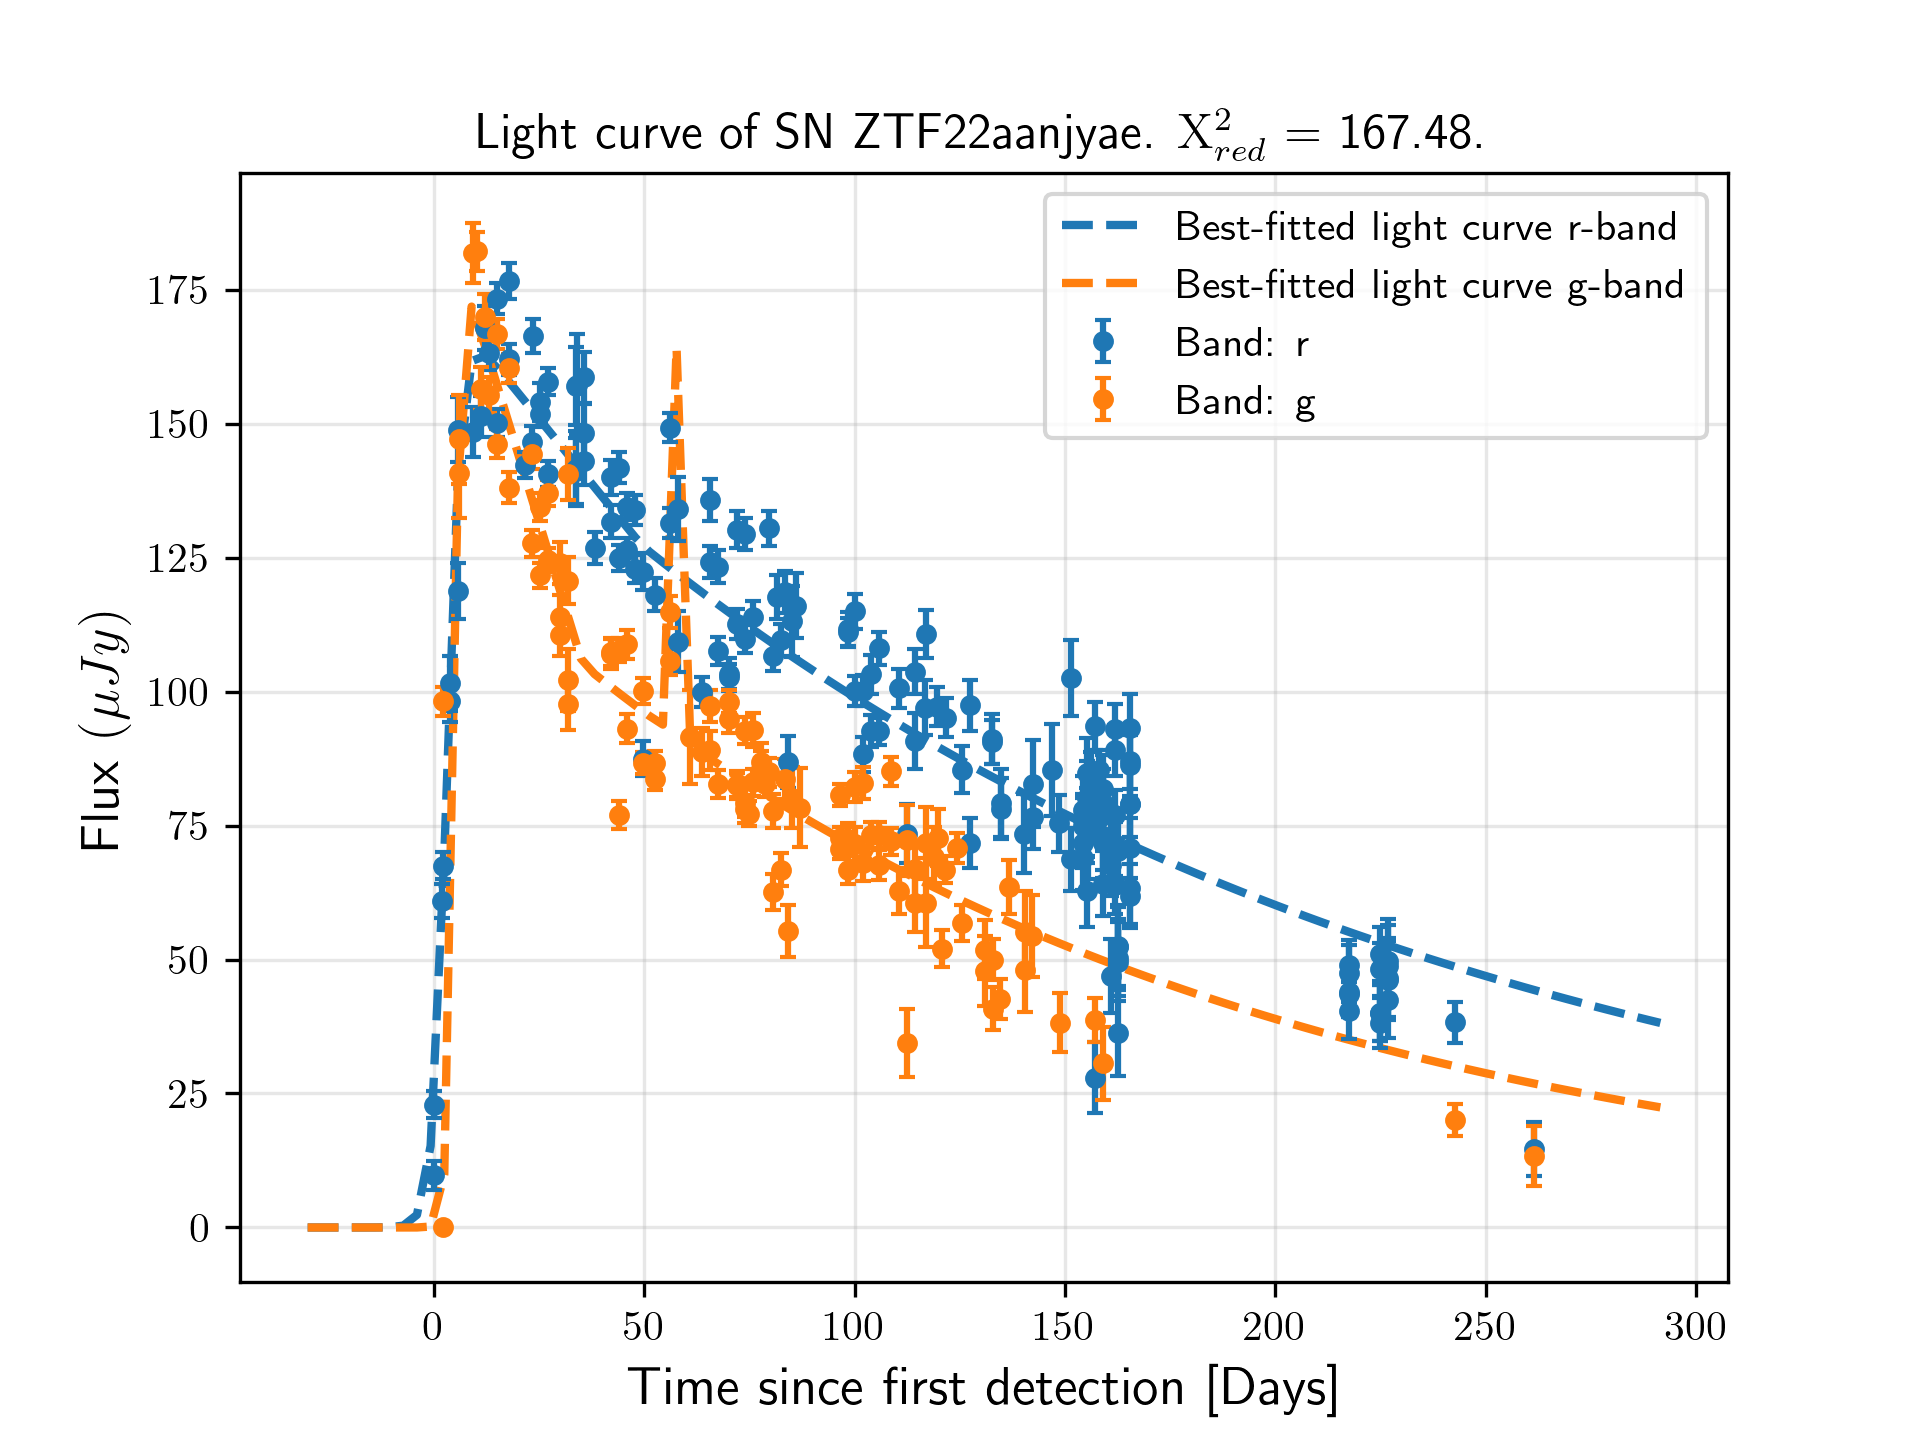 Light curve of SN ZTF22aanjyae. X²_red = 167.48.
Best-fitted light curve r-band
Best-fitted light curve g-band
Band: r
Band: g
Flux (μJy)
175
150
125
100
75
50
25
0
0 50 100 150 200 250 300
Time since first detection [Days]